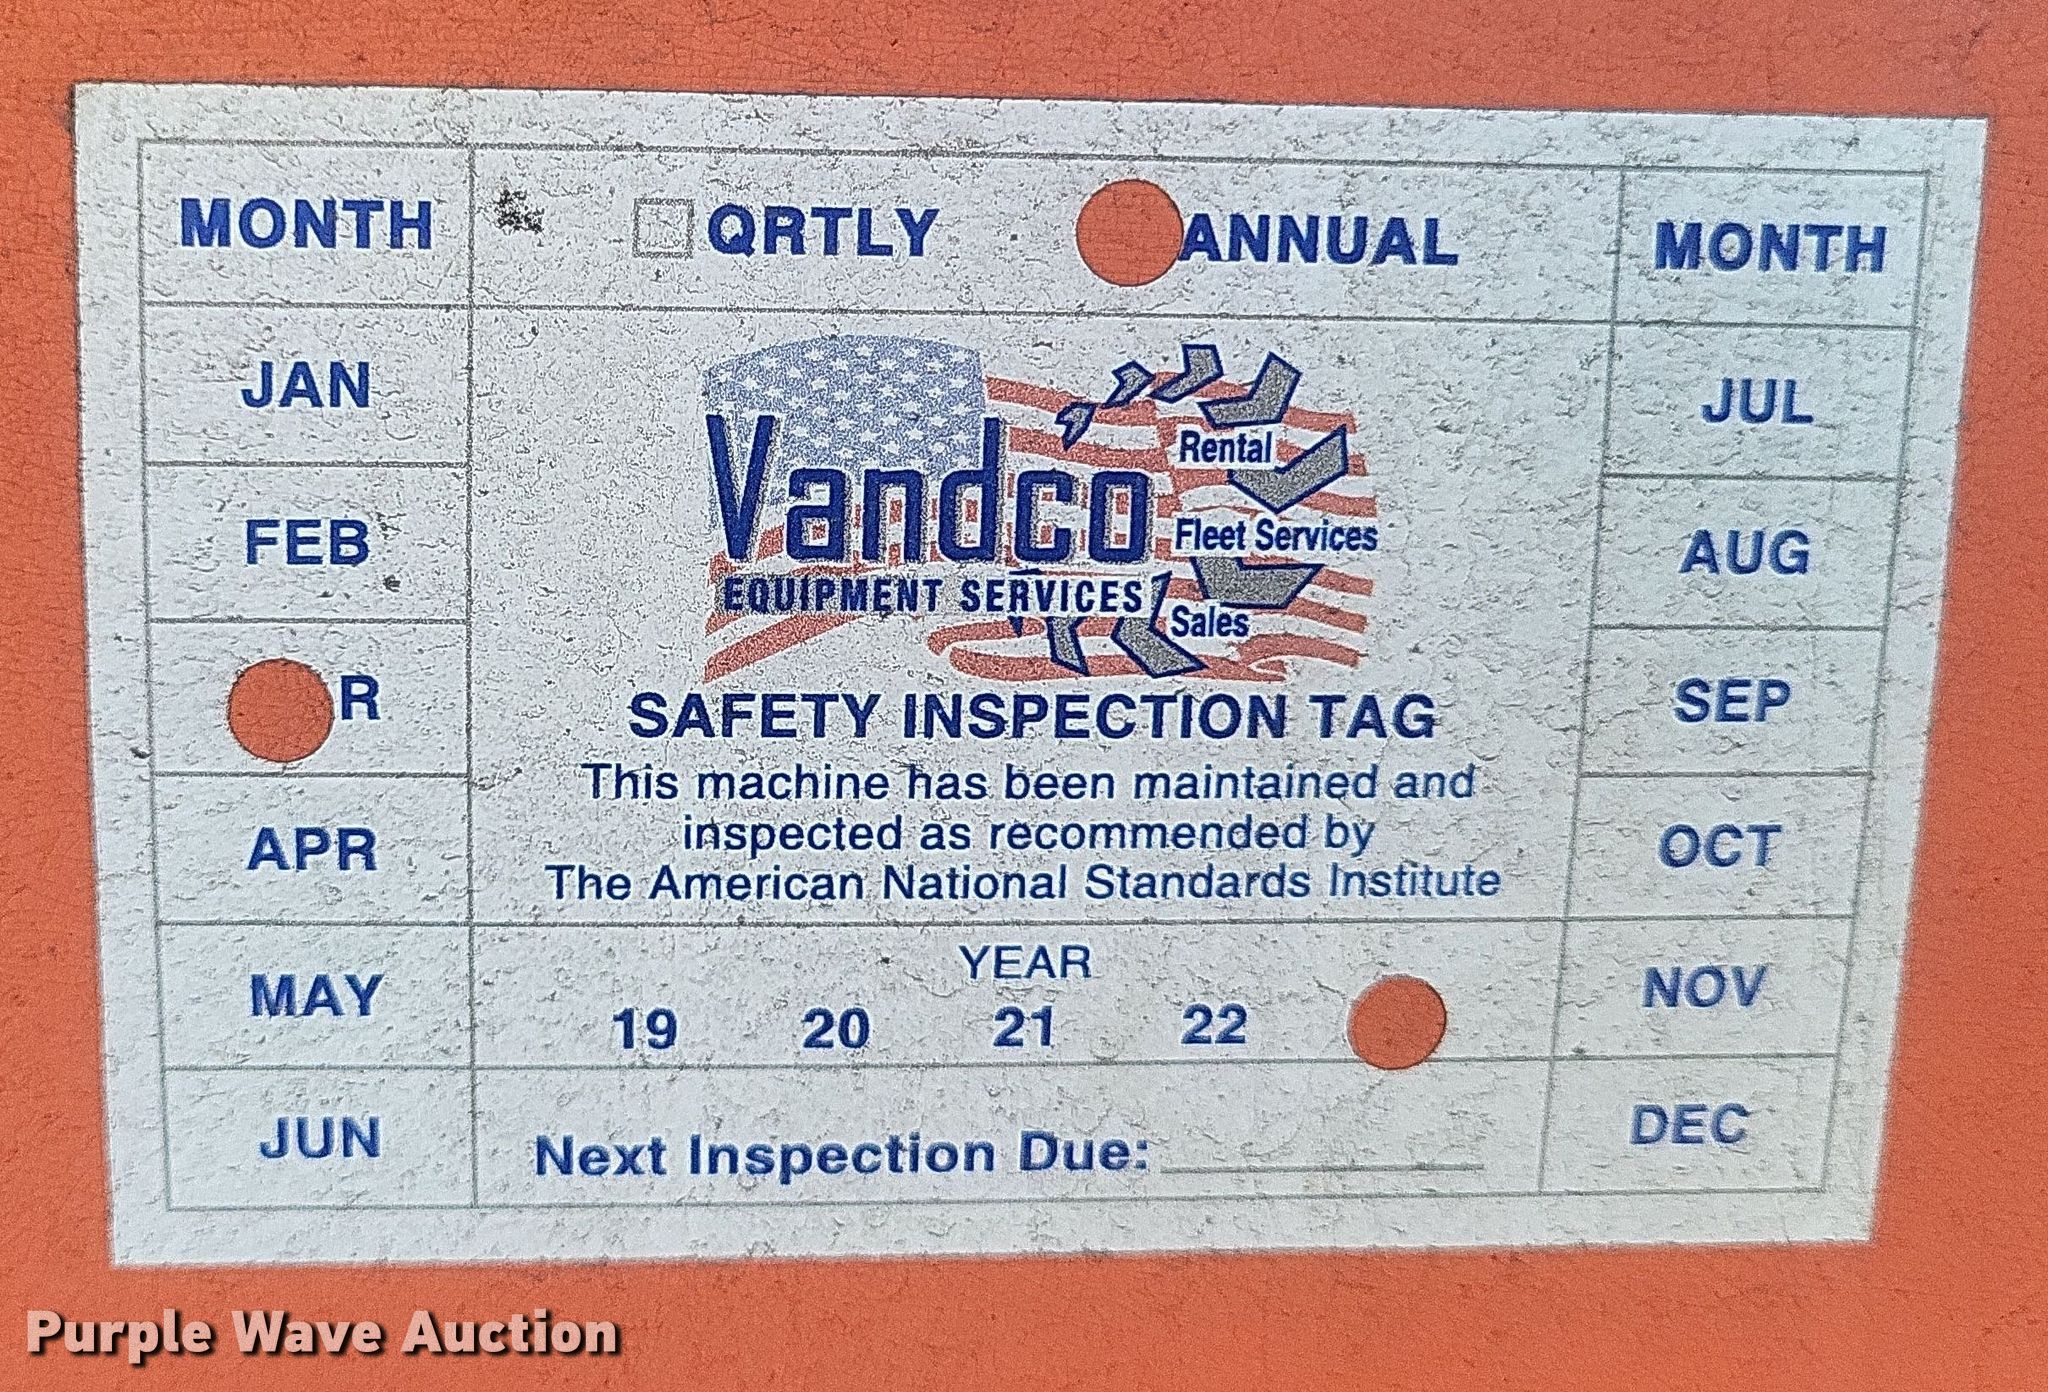 MONTH QRTLY ANNUAL MONTH
JAN
FEB
R
APR
MAY
JUN
Vandco
EQUIPMENT SERVICES
Rental
Fleet Services
Sales
SAFETY INSPECTION TAG
This machine has been maintained and
inspected as recommended by
The American National Standards Institute
YEAR
19 20 21 22
Next Inspection Due:
JUL
AUG
SEP
OCT
NOV
DEC
Purple Wave Auction